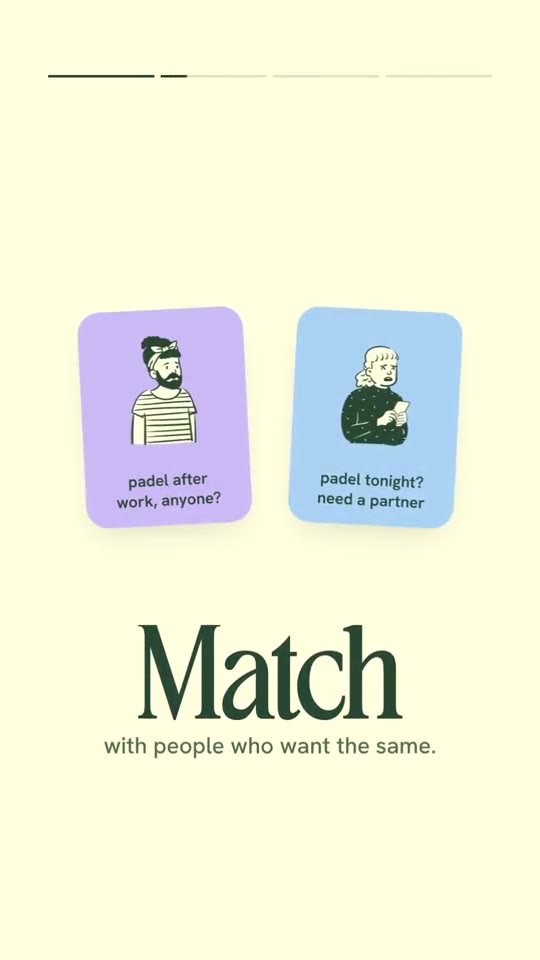 padel after
work, anyone?
padel tonight?
need a partner
Match
with people who want the same.